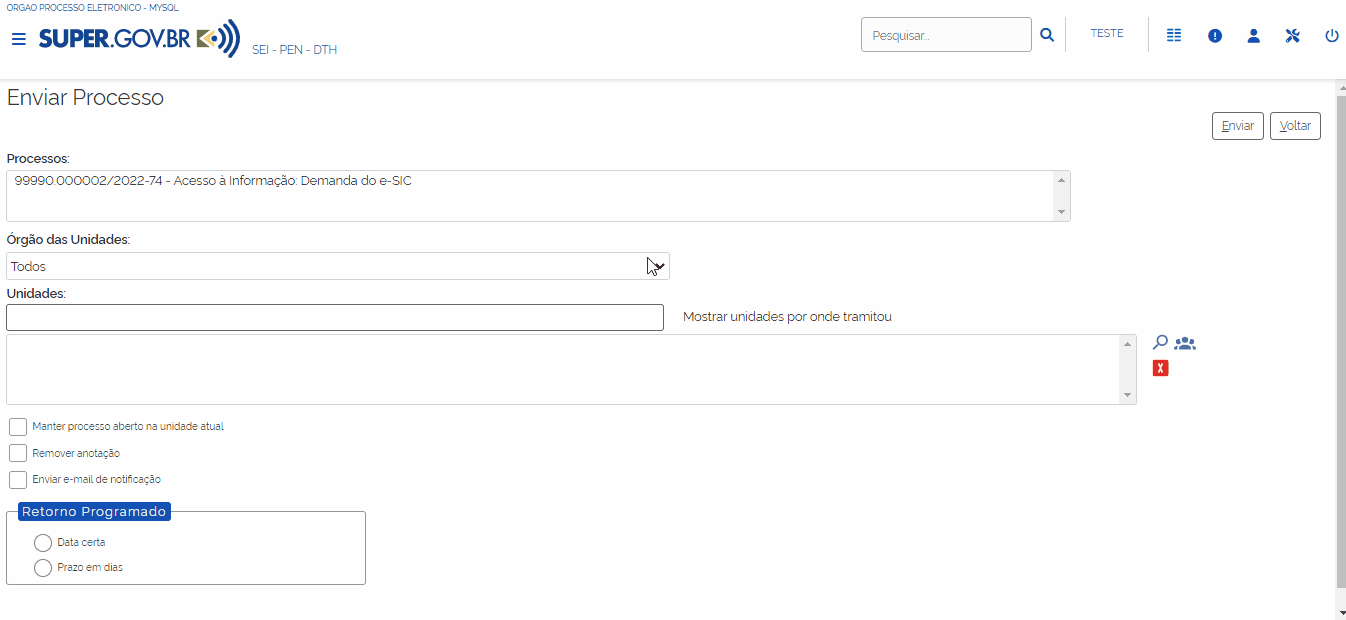 ORGAO PROCESSO ELETRONICO - MYSQL
SUPER.GOV.BR
SEI - PEN - DTH
Pesquisar...
TESTE
Enviar Processo
Enviar
Voltar
Processos:
99990.000002/2022-74 - Acesso à Informação: Demanda do e-SIC
Órgão das Unidades:
Todos
Unidades:
Mostrar unidades por onde tramitou
X
Manter processo aberto na unidade atual
Remover anotação
Enviar e-mail de notificação
Retorno Programado
Data certa
Prazo em dias